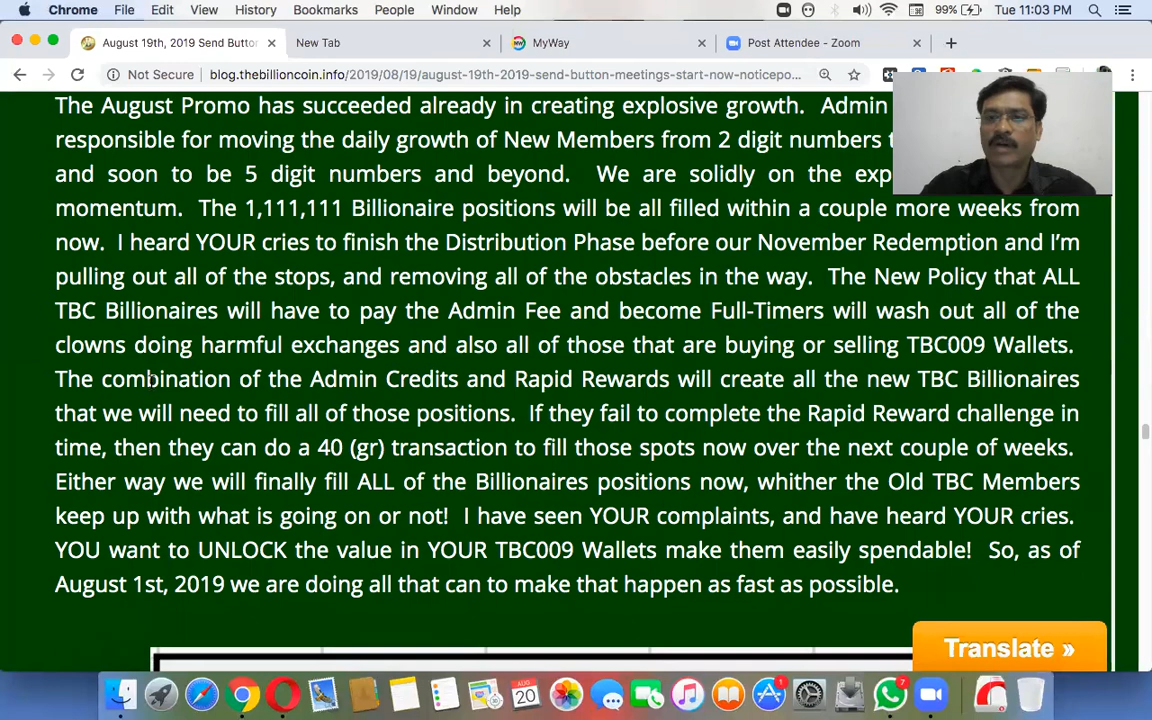 Chrome File Edit View History Bookmarks People Window Help 99% Tue 11:03 PM
August 19th, 2019 Send Butto New Tab MyWay Post Attendee - Zoom
Not Secure blog.thebillioncoin.info/2019/08/19/august-19th-2019-send-button-meetings-start-now-noticepo...
The August Promo has succeeded already in creating explosive growth. Admin
responsible for moving the daily growth of New Members from 2 digit numbers
and soon to be 5 digit numbers and beyond. We are solidly on the
momentum. The 1,111,111 Billionaire positions will be all filled within a couple more weeks from
now. I heard YOUR cries to finish the Distribution Phase before our November Redemption and I'm
pulling out all of the stops, and removing all of the obstacles in the way. The New Policy that ALL
TBC Billionaires will have to pay the Admin Fee and become Full-Timers will wash out all of the
clowns doing harmful exchanges and also all of those that are buying or selling TBC009 Wallets.
The combination of the Admin Credits and Rapid Rewards will create all the new TBC Billionaires
that we will need to fill all of those positions. If they fail to complete the Rapid Reward challenge in
time, then they can do a 40 (gr) transaction to fill those spots now over the next couple of weeks.
Either way we will finally fill ALL of the Billionaires positions now, whither the Old TBC Members
keep up with what is going on or not! I have seen YOUR complaints, and have heard YOUR cries.
YOU want to UNLOCK the value in YOUR TBC009 Wallets make them easily spendable! So, as of
August 1st, 2019 we are doing all that can to make that happen as fast as possible.
Translate »
AUG
20
1
7